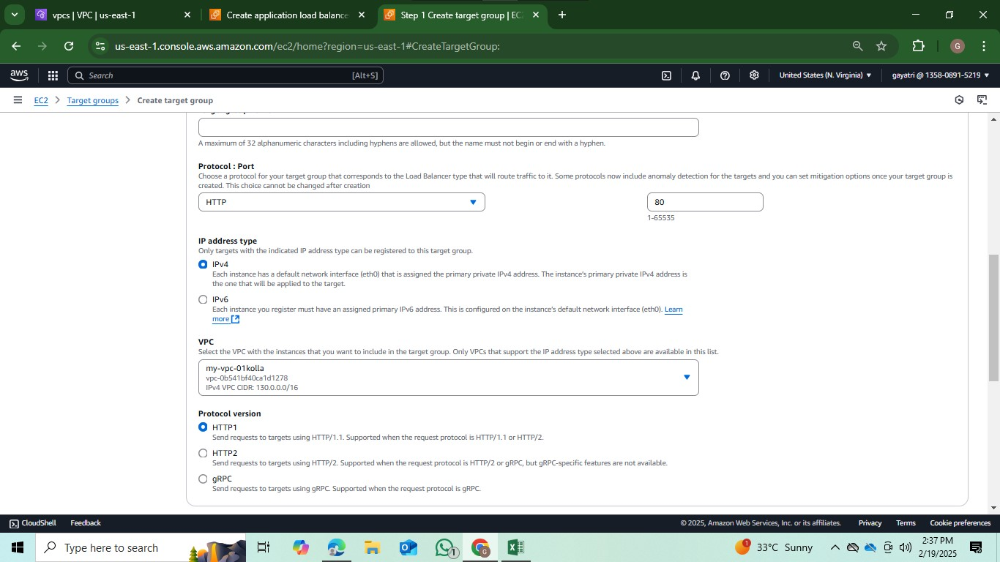 vpcs | VPC | us-east-1
Create application load balance
Step 1 Create target group | EC
us-east-1.console.aws.amazon.com/ec2/home?region=us-east-1#CreateTargetGroup:
G
aws
Search
[Alt+S]
United States (N. Virginia)
gayatri @ 1358-0891-5219
EC2
Target groups
Create target group
A maximum of 32 alphanumeric characters including hyphens are allowed, but the name must not begin or end with a hyphen.
Protocol : Port
Choose a protocol for your target group that corresponds to the Load Balancer type that will route traffic to it. Some protocols now include anomaly detection for the targets and you can set mitigation options once your target group is
created. This choice cannot be changed after creation
HTTP
80
1-65535
IP address type
Only targets with the indicated IP address type can be registered to this target group.
IPv4
Each instance has a default network interface (eth0) that is assigned the primary private IPv4 address. The instance's primary private IPv4 address is
the one that will be applied to the target.
IPv6
Each instance you register must have an assigned primary IPv6 address. This is configured on the instance's default network interface (eth0). Learn
more
VPC
Select the VPC with the instances that you want to include in the target group. Only VPCs that support the IP address type selected above are available in this list.
my-vpc-01kolla
vpc-0b541bf40ca1d1278
IPv4 VPC CIDR: 130.0.0.0/16
Protocol version
HTTP1
Send requests to targets using HTTP/1.1. Supported when the request protocol is HTTP/1.1 or HTTP/2.
HTTP2
Send requests to targets using HTTP/2. Supported when the request protocol is HTTP/2 or gRPC, but gRPC-specific features are not available.
gRPC
Send requests to targets using gRPC. Supported when the request protocol is gRPC.
CloudShell
Feedback
© 2025, Amazon Web Services, Inc. or its affiliates.
Privacy
Terms
Cookie preferences
Type here to search
1
G
1
33°C Sunny
2:37 PM
2/19/2025